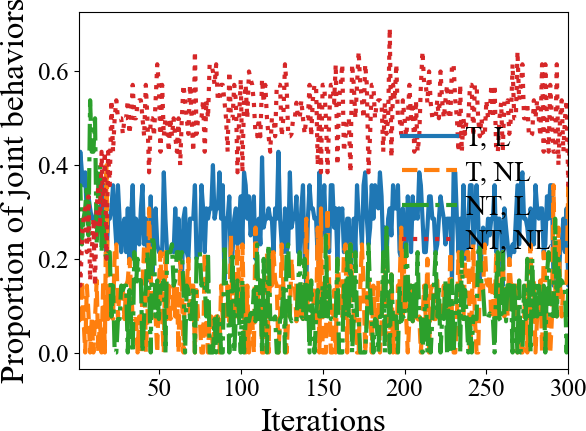 Proportion of joint behaviors
0.6
0.4
0.2
0.0
T, L
T, NL
NT, L
NT, NL
50
100
150
200
250
300
Iterations